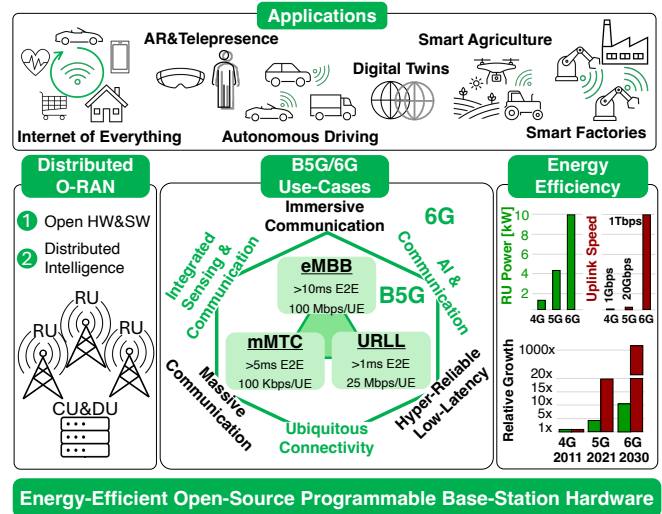 Applications
AR&Telepresence
Smart Agriculture
Digital Twins
Internet of Everything
Autonomous Driving
Smart Factories
Distributed
O-RAN
1 Open HW&SW
2 Distributed
Intelligence
RU
RU
RU
CU&DU
B5G/6G
Use-Cases
Immersive
Communication
6G
Integrated
Sensing &
Communication
AI &
Communication
B5G
eMBB
>10ms E2E
100 Mbps/UE
mMTC
>5ms E2E
100 Kbps/UE
URLL
>1ms E2E
25 Mbps/UE
Massive
Communication
Hyper-Reliable
Low-Latency
Ubiquitous
Connectivity
Energy
Efficiency
RU Power [kW]
10
8
6
4
2
4G 5G 6G
Uplink Speed
1Gbps
20Gbps
1Tbps
4G 5G 6G
Relative Growth
1000x
20x
15x
10x
5x
1x
4G 5G 6G
2011 2021 2030
Energy-Efficient Open-Source Programmable Base-Station Hardware